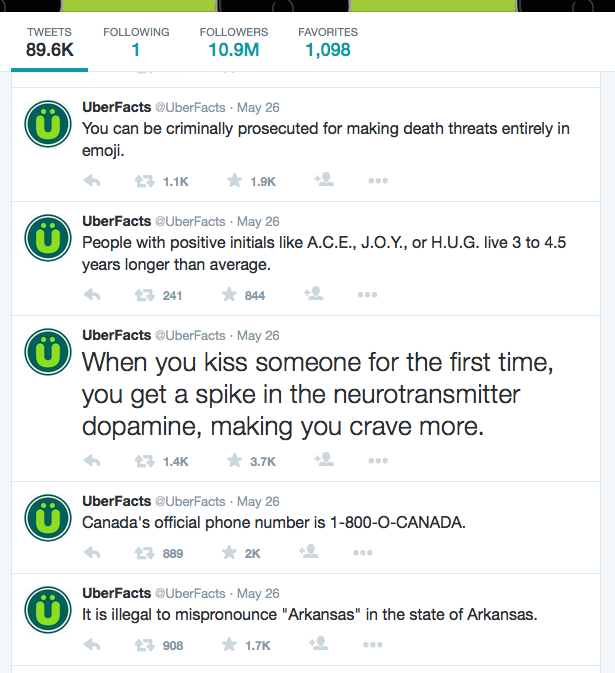 TWEETS FOLLOWING FOLLOWERS FAVORITES
89.6K 1 10.9M 1,098
UberFacts @UberFacts · May 26
You can be criminally prosecuted for making death threats entirely in
emoji.
1.1K 1.9K
UberFacts @UberFacts · May 26
People with positive initials like A.C.E., J.O.Y., or H.U.G. live 3 to 4.5
years longer than average.
241 844
UberFacts @UberFacts · May 26
When you kiss someone for the first time,
you get a spike in the neurotransmitter
dopamine, making you crave more.
1.4K 3.7K
UberFacts @UberFacts · May 26
Canada's official phone number is 1-800-O-CANADA.
889 2K
UberFacts @UberFacts · May 26
It is illegal to mispronounce "Arkansas" in the state of Arkansas.
908 1.7K